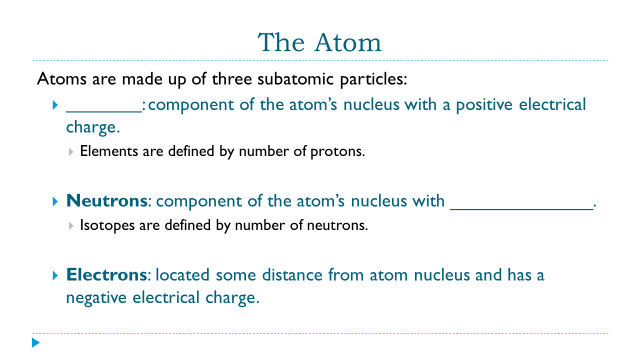 The Atom
Atoms are made up of three subatomic particles:
________: component of the atom’s nucleus with a positive electrical
charge.
Elements are defined by number of protons.
Neutrons: component of the atom’s nucleus with _______________.
Isotopes are defined by number of neutrons.
Electrons: located some distance from atom nucleus and has a
negative electrical charge.